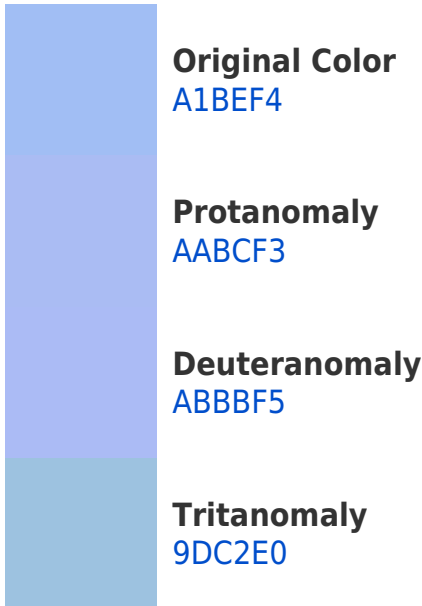 Original Color
A1BEF4
Protanomaly
AABCF3
Deuteranomaly
ABBBF5
Tritanomaly
9DC2E0